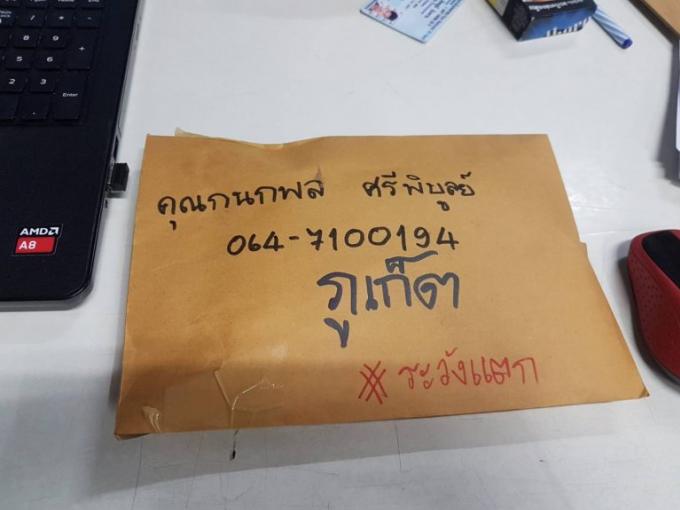 คุณกนกพล ศรีพิบูลย์
064-7100194
ภูเก็ต
ระวังแตก
AMD
A8
Enter